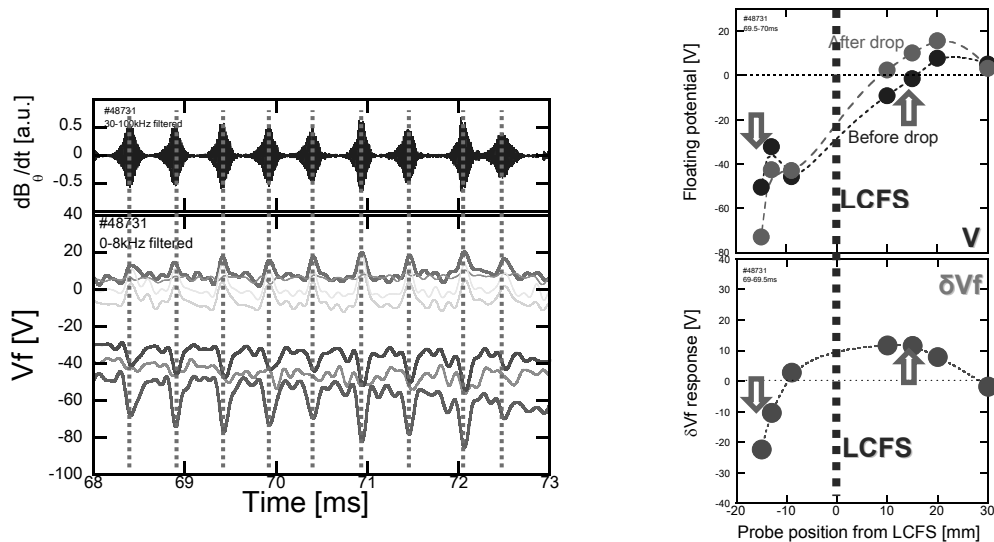 #48731
30-100kHz filtered
dBθ/dt [a.u.]
0.5
0
-0.5
#48731
0-8kHz filtered
Vf [V]
40
20
0
-20
-40
-60
-80
-100
68
69
70
71
72
73
Time [ms]
#48731
69.5-70ms
After drop
Before drop
LCFS
V
Floating potential [V]
20
0
-20
-40
-60
-80
#48731
69-69.5ms
δVf
LCFS
δVf response [V]
40
30
20
10
0
-10
-20
-30
-40
-20
-10
0
10
20
30
Probe position from LCFS [mm]